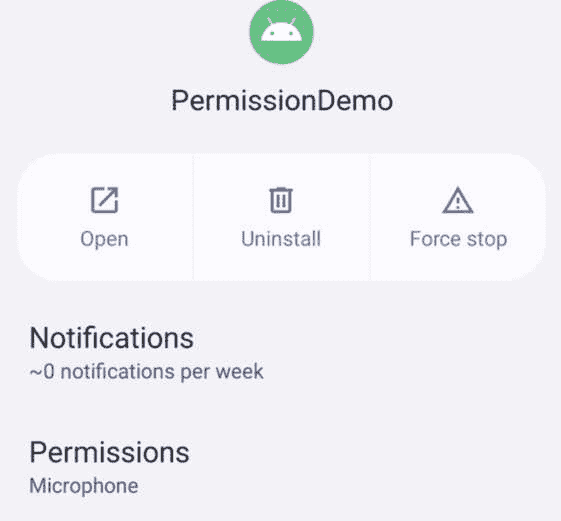 PermissionDemo
Open Uninstall Force stop
Notifications
~0 notifications per week
Permissions
Microphone